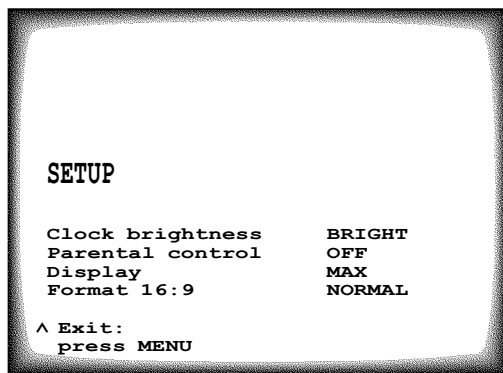 SETUP
Clock brightness BRIGHT
Parental control OFF
Display MAX
Format 16:9 NORMAL
^ Exit:
press MENU